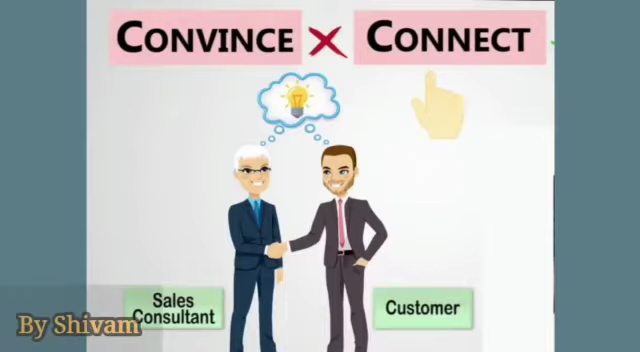 CONVINCE X CONNECT
Sales
Consultant
Customer
By Shivam